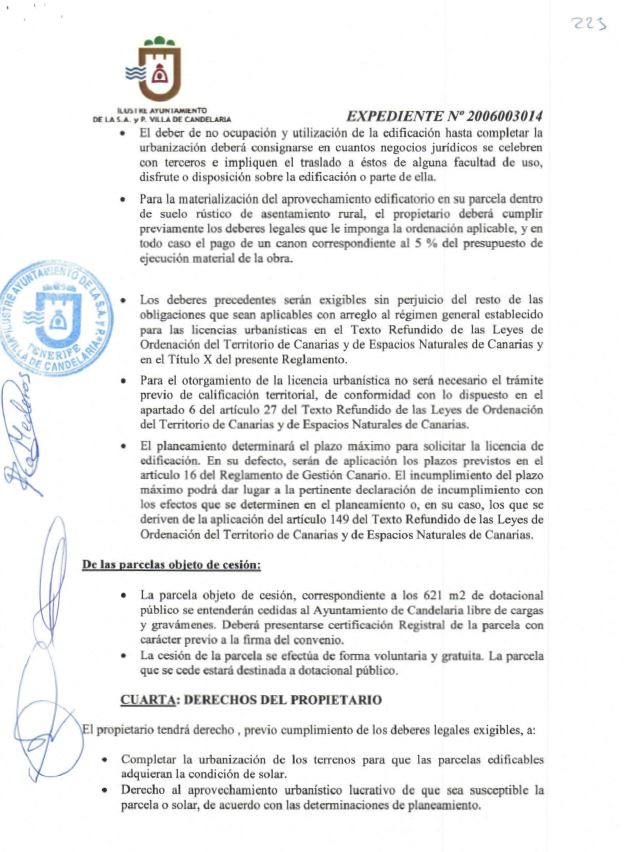 223
ILUSTRE AYUNTAMIENTO
DE LA S.A. y P. VILLA DE CANDELARIA
EXPEDIENTE Nº 2006003014
• El deber de no ocupación y utilización de la edificación hasta completar la
urbanización deberá consignarse en cuantos negocios jurídicos se celebren
con terceros e impliquen el traslado a éstos de alguna facultad de uso,
disfrute o disposición sobre la edificación o parte de ella.
• Para la materialización del aprovechamiento edificatorio en su parcela dentro
de suelo rústico de asentamiento rural, el propietario deberá cumplir
previamente los deberes legales que le imponga la ordenación aplicable, y en
todo caso el pago de un canon correspondiente al 5 % del presupuesto de
ejecución material de la obra.
ILUSTRE AYUNTAMIENTO DE LA S.A. y P.
VILLA DE CANDELARIA
TENERIFE
• Los deberes precedentes serán exigibles sin perjuicio del resto de las
obligaciones que sean aplicables con arreglo al régimen general establecido
para las licencias urbanísticas en el Texto Refundido de las Leyes de
Ordenación del Territorio de Canarias y de Espacios Naturales de Canarias y
en el Título X del presente Reglamento.
• Para el otorgamiento de la licencia urbanística no será necesario el trámite
previo de calificación territorial, de conformidad con lo dispuesto en el
apartado 6 del artículo 27 del Texto Refundido de las Leyes de Ordenación
del Territorio de Canarias y de Espacios Naturales de Canarias.
• El planeamiento determinará el plazo máximo para solicitar la licencia de
edificación. En su defecto, serán de aplicación los plazos previstos en el
artículo 16 del Reglamento de Gestión Canario. El incumplimiento del plazo
máximo podrá dar lugar a la pertinente declaración de incumplimiento con
los efectos que se determinen en el planeamiento o, en su caso, los que se
deriven de la aplicación del artículo 149 del Texto Refundido de las Leyes de
Ordenación del Territorio de Canarias y de Espacios Naturales de Canarias.
De las parcelas objeto de cesión:
• La parcela objeto de cesión, correspondiente a los 621 m2 de dotacional
público se entenderán cedidas al Ayuntamiento de Candelaria libre de cargas
y gravámenes. Deberá presentarse certificación Registral de la parcela con
carácter previo a la firma del convenio.
• La cesión de la parcela se efectúa de forma voluntaria y gratuita. La parcela
que se cede estará destinada a dotacional público.
CUARTA: DERECHOS DEL PROPIETARIO
El propietario tendrá derecho , previo cumplimiento de los deberes legales exigibles, a:
• Completar la urbanización de los terrenos para que las parcelas edificables
adquieran la condición de solar.
• Derecho al aprovechamiento urbanístico lucrativo de que sea susceptible la
parcela o solar, de acuerdo con las determinaciones de planeamiento.